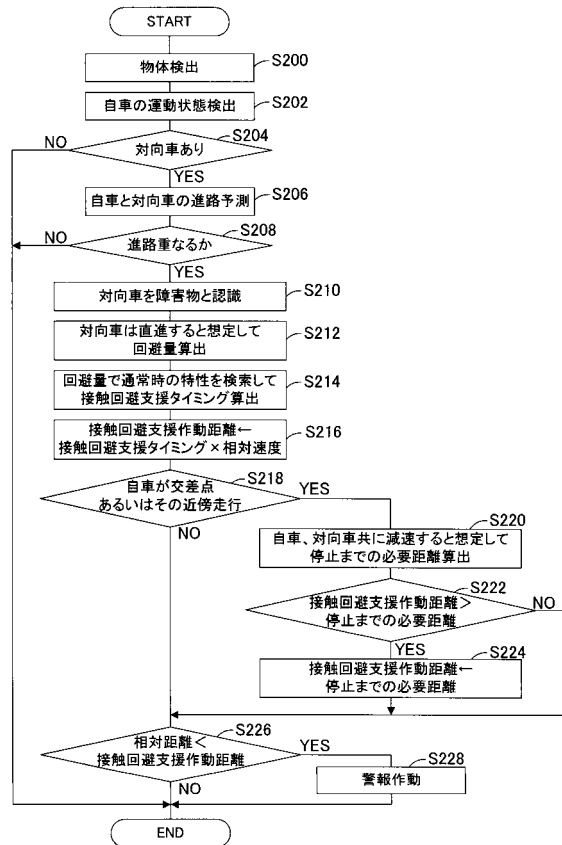 START
物体検出
S200
自車の運動状態検出
S202
S204
NO
対向車あり
YES
自車と対向車の進路予測
S206
S208
NO
進路重なるか
YES
対向車を障害物と認識
S210
対向車は直進すると想定して
回避量算出
S212
回避量で通常時の特性を検索して
接触回避支援タイミング算出
S214
接触回避支援作動距離←
接触回避支援タイミング×相対速度
S216
S218
自車が交差点
あるいはその近傍走行
YES
NO
S220
自車、対向車共に減速すると想定して
停止までの必要距離算出
S222
接触回避支援作動距離>
停止までの必要距離
NO
YES
S224
接触回避支援作動距離←
停止までの必要距離
S226
相対距離<
接触回避支援作動距離
YES
NO
S228
警報作動
END